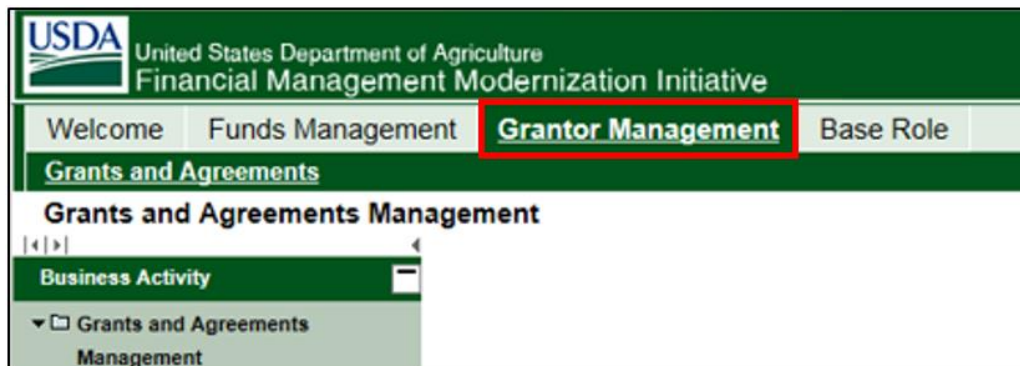 USDA
United States Department of Agriculture
Financial Management Modernization Initiative
Welcome Funds Management Grantor Management Base Role
Grants and Agreements
Grants and Agreements Management
Business Activity
Grants and Agreements
Management